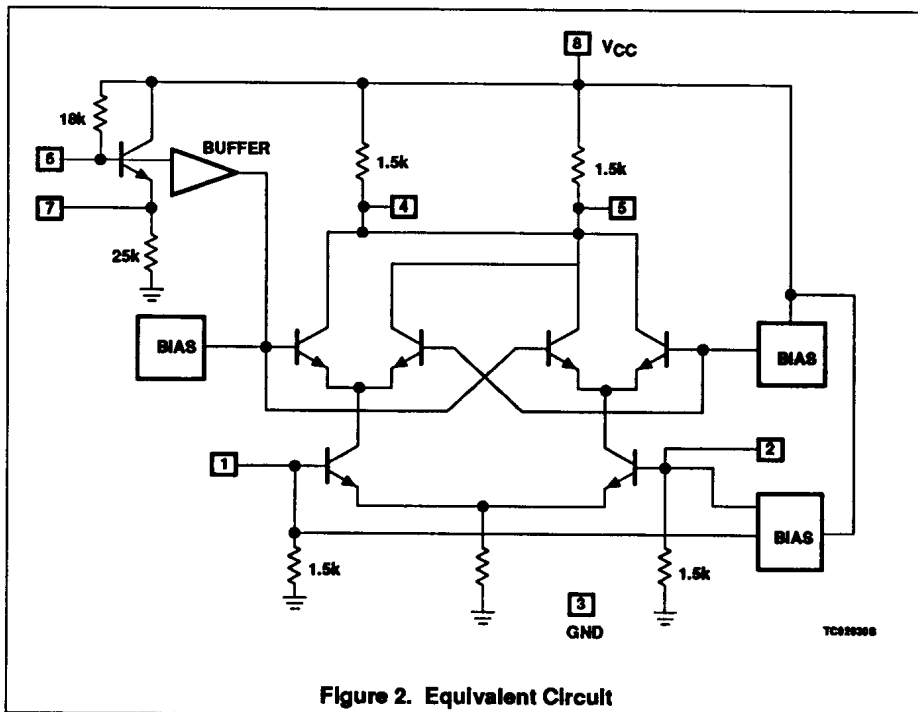 8 VCC
18k
BUFFER
6
1.5k
1.5k
7
4
5
25k
BIAS
BIAS
1
2
BIAS
1.5k
1.5k
3
GND
TC02030S
Figure 2. Equivalent Circuit